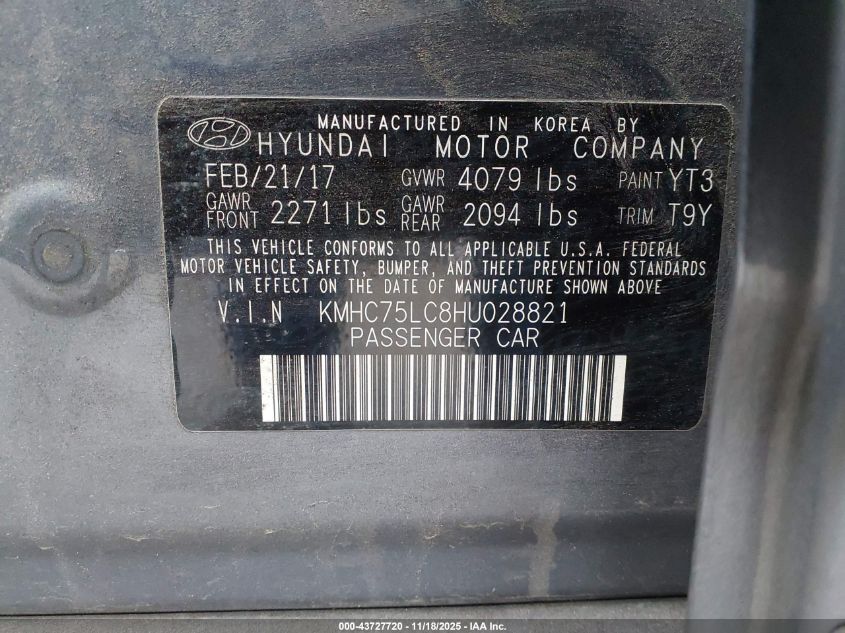 MANUFACTURED IN KOREA BY
HYUNDAI MOTOR COMPANY
FEB/21/17 GVWR 4079 lbs PAINT YT3
GAWR FRONT 2271 lbs GAWR REAR 2094 lbs TRIM T9Y
THIS VEHICLE CONFORMS TO ALL APPLICABLE U.S.A. FEDERAL
MOTOR VEHICLE SAFETY, BUMPER, AND THEFT PREVENTION STANDARDS
IN EFFECT ON THE DATE OF MANUFACTURE SHOWN ABOVE
V.I.N KMHC75LC8HU028821
PASSENGER CAR
000-43727720 - 11/18/2025 - IAA Inc.